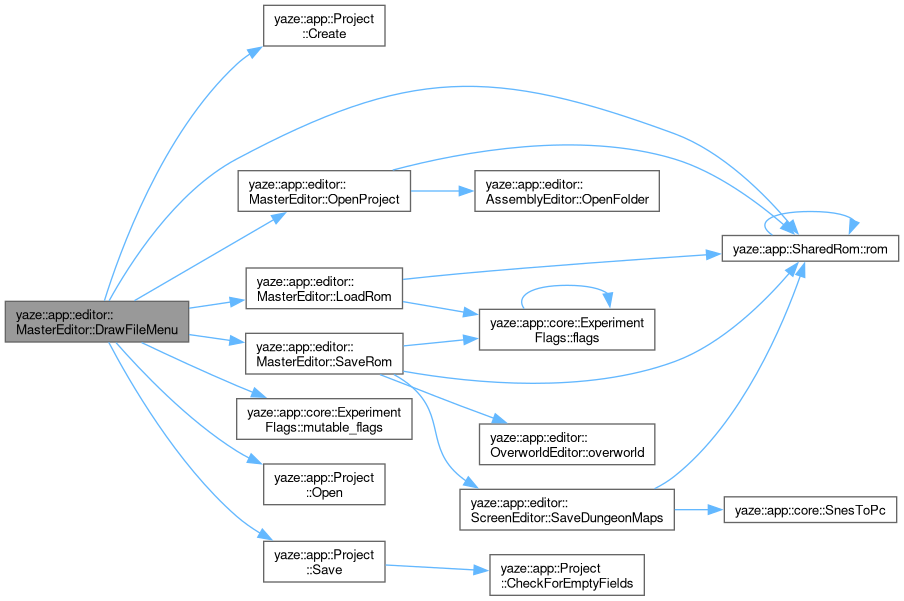 yaze::app::Project
::Create
yaze::app::editor::
MasterEditor::OpenProject
yaze::app::editor::
AssemblyEditor::OpenFolder
yaze::app::SharedRom::rom
yaze::app::editor::
MasterEditor::LoadRom
yaze::app::editor::
MasterEditor::DrawFileMenu
yaze::app::core::Experiment
Flags::flags
yaze::app::editor::
MasterEditor::SaveRom
yaze::app::core::Experiment
Flags::mutable_flags
yaze::app::editor::
OverworldEditor::overworld
yaze::app::Project
::Open
yaze::app::editor::
ScreenEditor::SaveDungeonMaps
yaze::app::core::SnesToPc
yaze::app::Project
::Save
yaze::app::Project
::CheckForEmptyFields